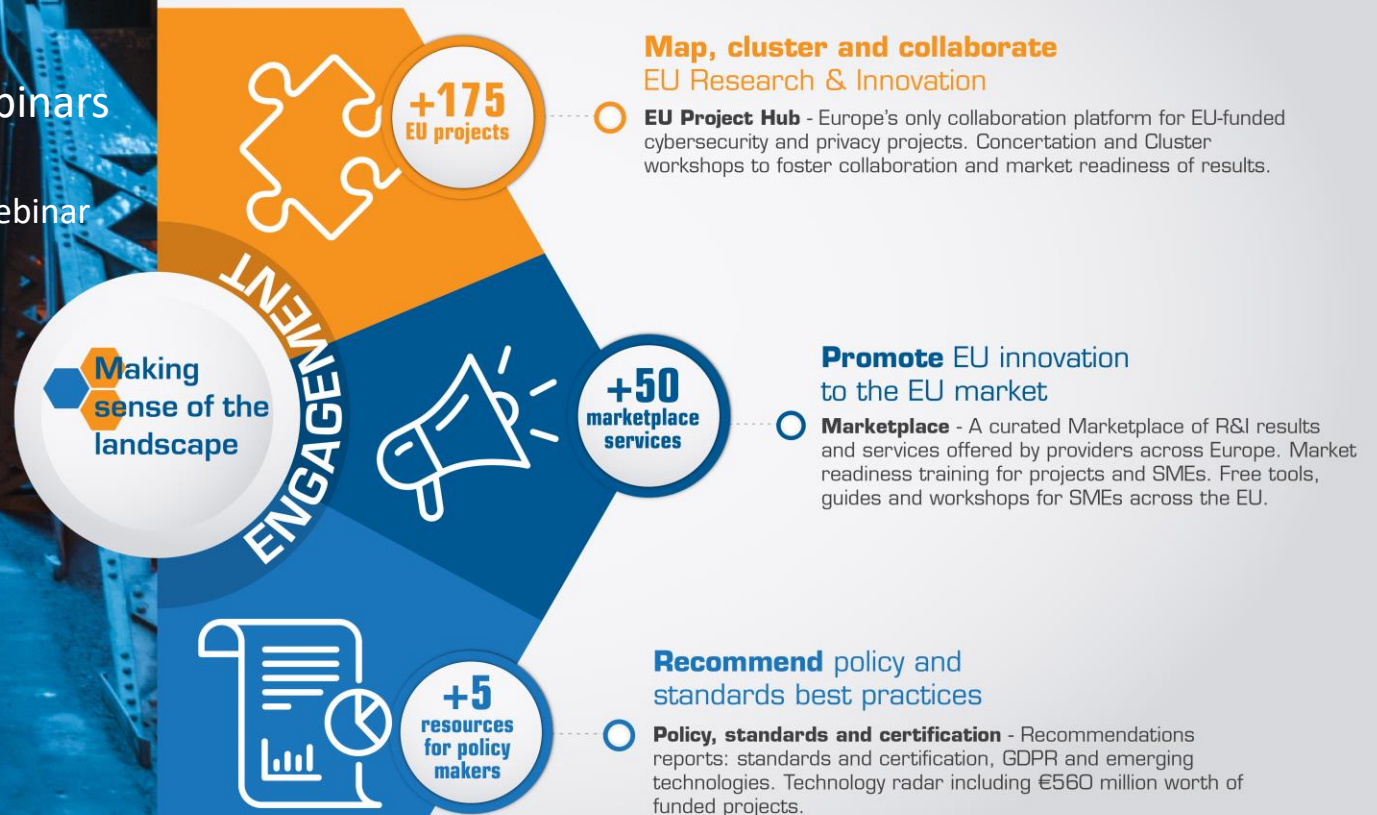 Making
sense of the
landscape
ENGAGEMENT
+175
EU projects
Map, cluster and collaborate
EU Research & Innovation
EU Project Hub - Europe's only collaboration platform for EU-funded
cybersecurity and privacy projects. Concertation and Cluster
workshops to foster collaboration and market readiness of results.
+50
marketplace
services
Promote EU innovation
to the EU market
Marketplace - A curated Marketplace of R&I results
and services offered by providers across Europe. Market
readiness training for projects and SMEs. Free tools,
guides and workshops for SMEs across the EU.
+5
resources
for policy
makers
Recommend policy and
standards best practices
Policy, standards and certification - Recommendations
reports: standards and certification, GDPR and emerging
technologies. Technology radar including €560 million worth of
funded projects.